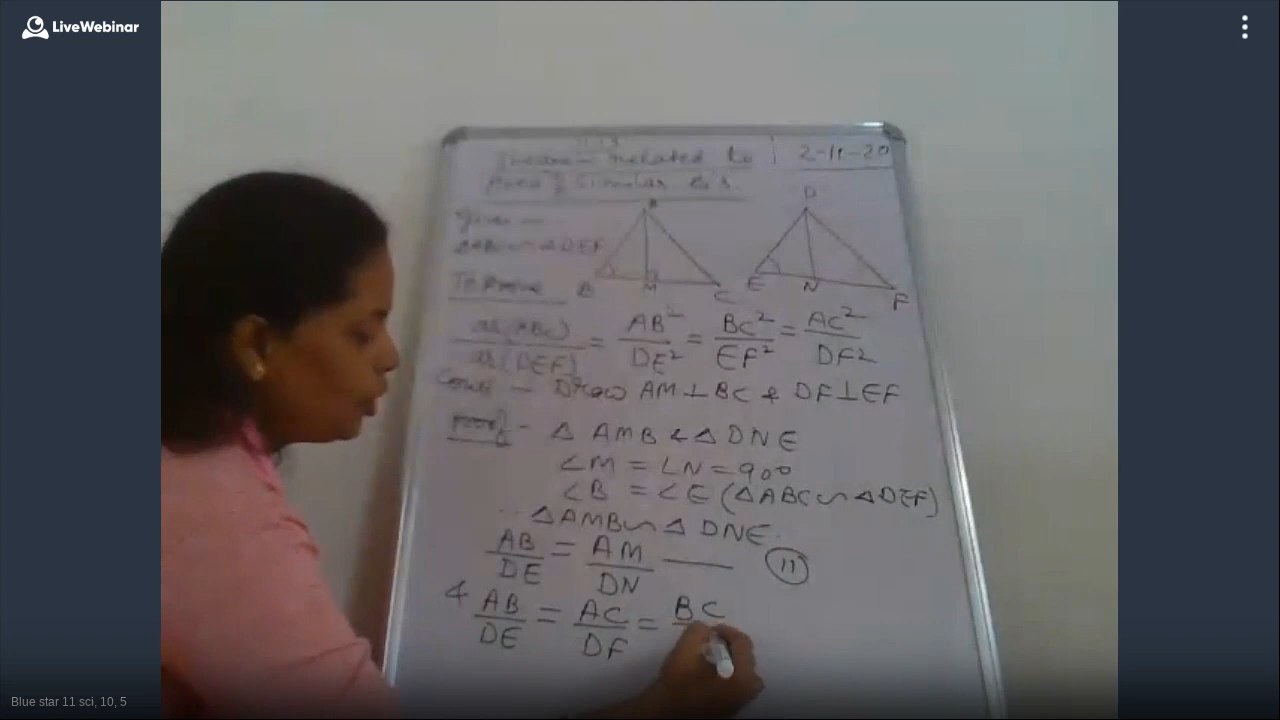 LiveWebinar
Theorem related to 2-11-20
Area of Similar Δ's.
Given —
ΔABC ~ ΔDEF
To Prove
A D
B M C E N F
ar(ABC)/ar(DEF) = AB²/DE² = BC²/EF² = AC²/DF2
Const — Draw AM⊥BC & DF⊥EF
Proof - Δ AMB & Δ DNE
∠M = ∠N = 90°
∠B = ∠E (ΔABC ~ ΔDEF)
∴ ΔAMB ~ Δ DNE.
AB/DE = AM/DN —— (11)
& AB/DE = AC/DF = BC
Blue star 11 sci, 10, 5